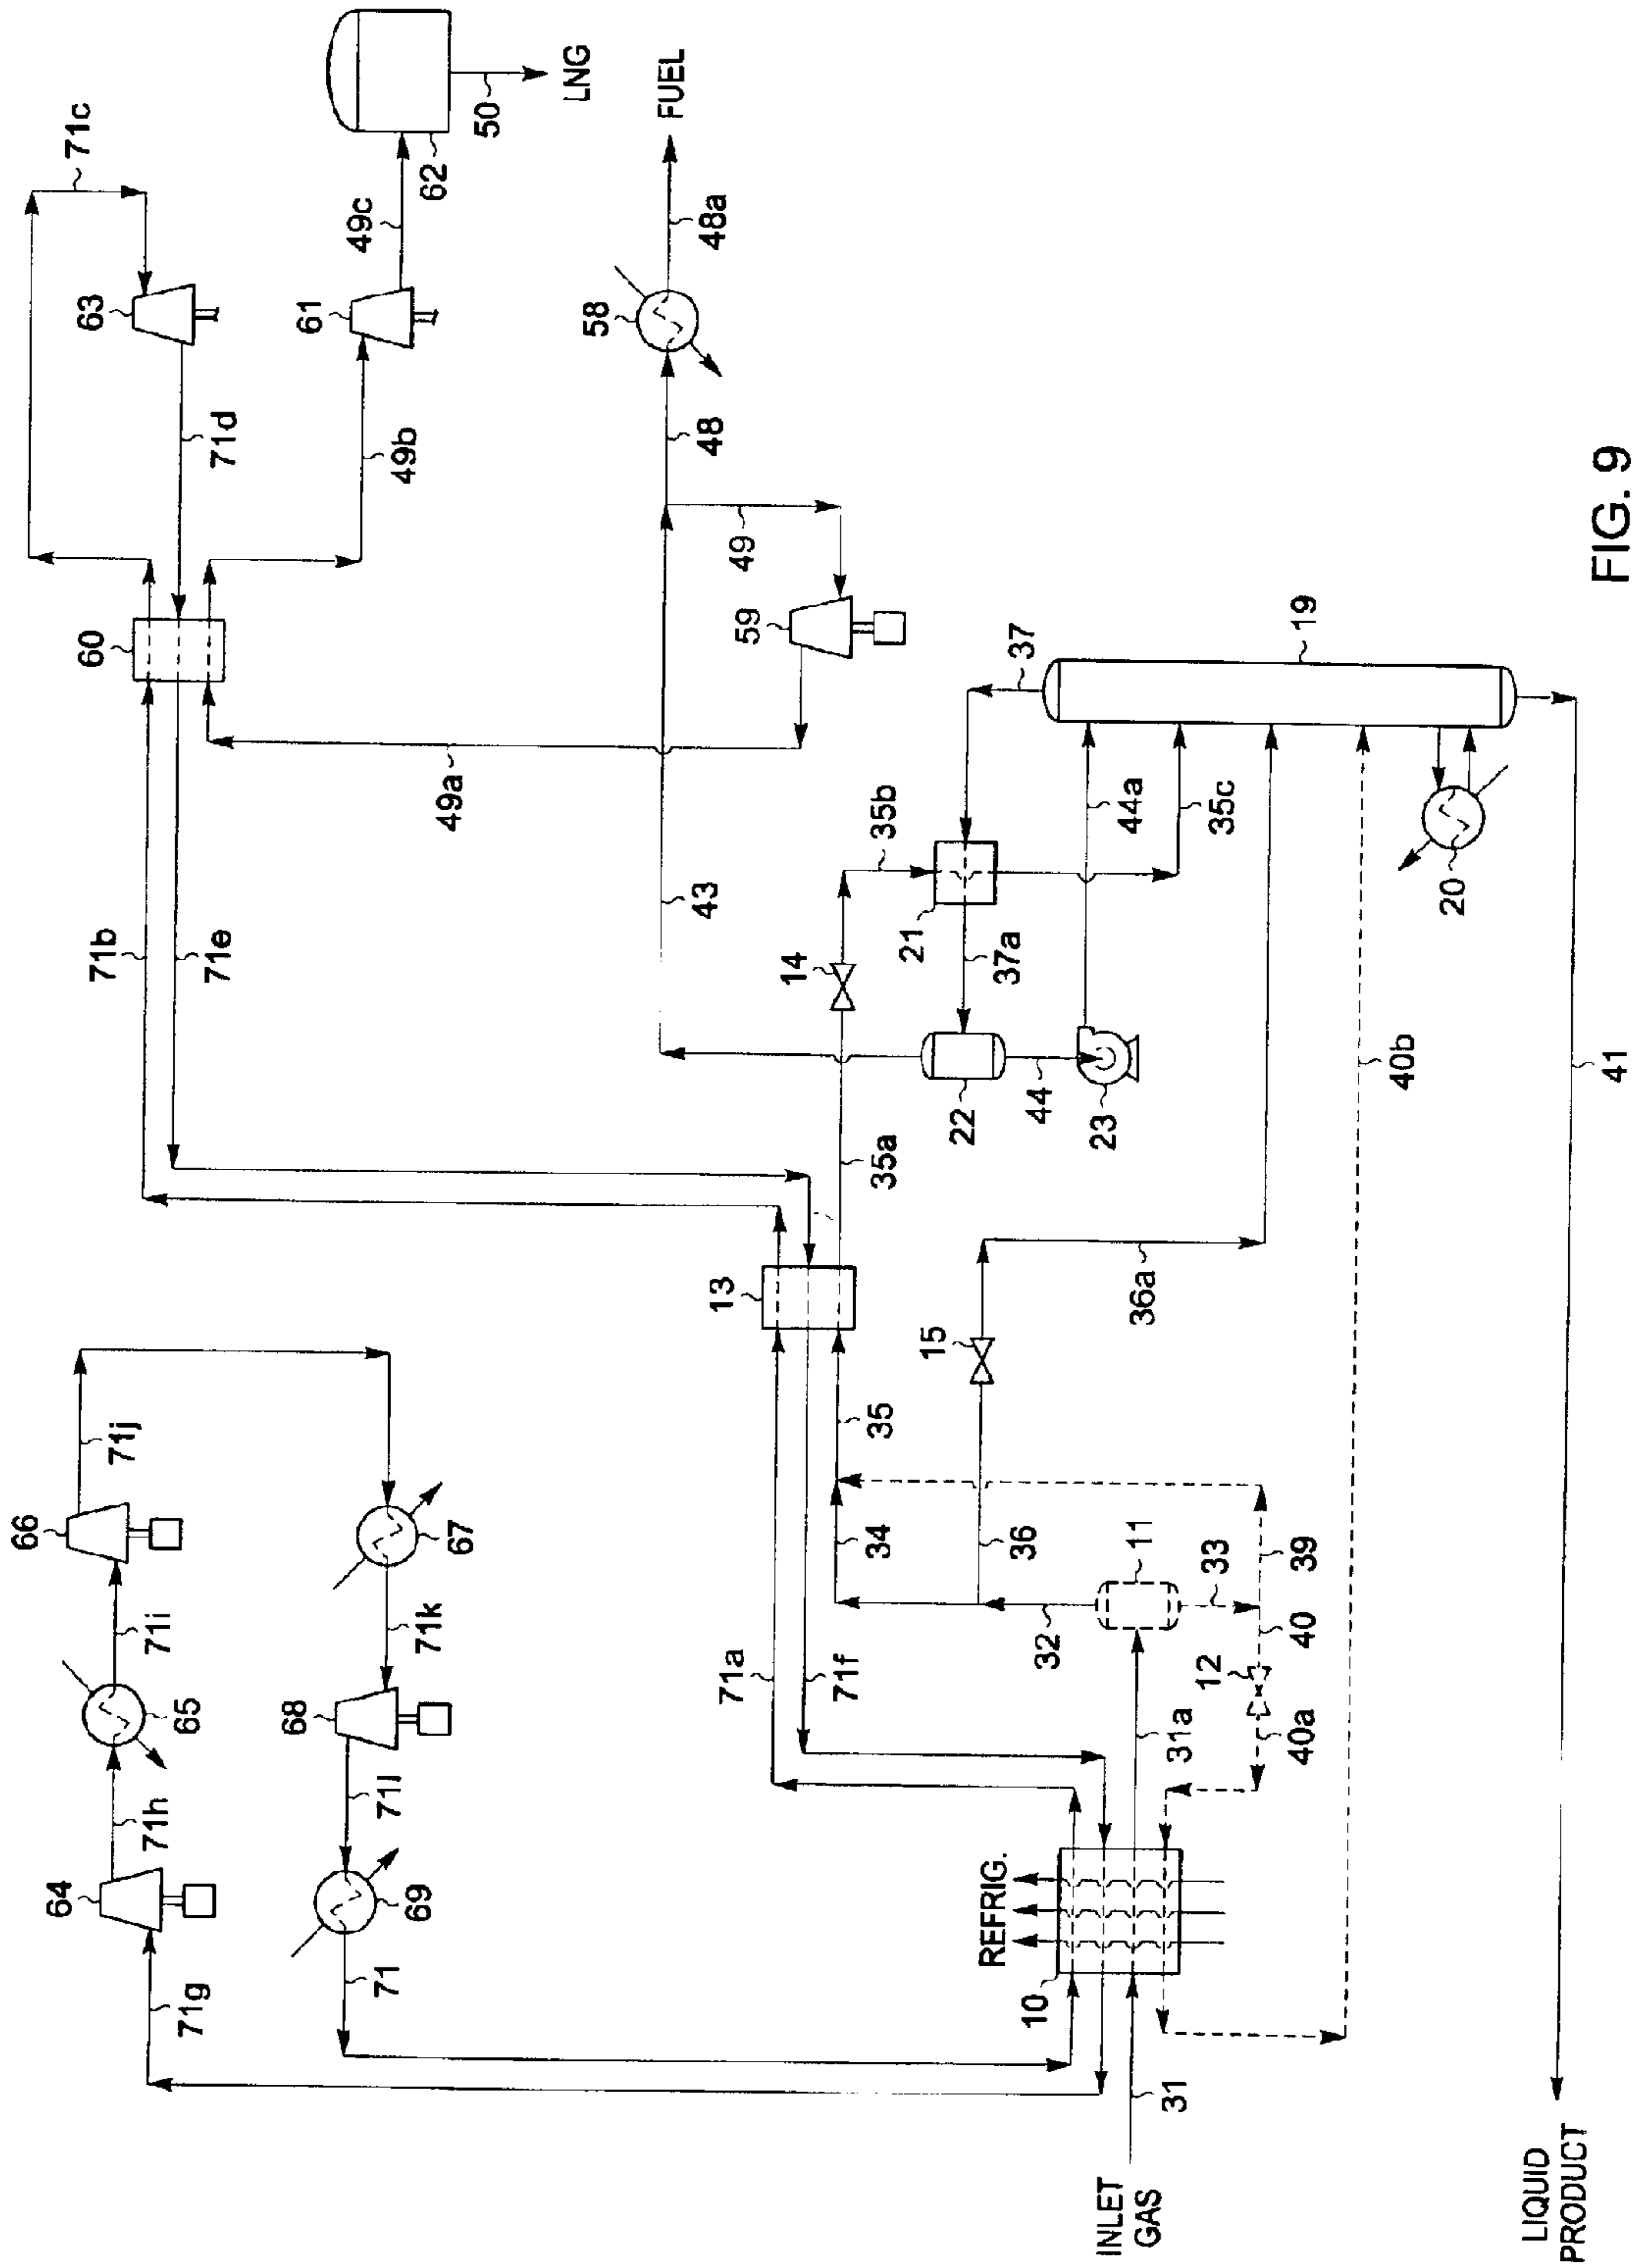 71g
64
71h
65
71i
66
71j
71
69
71l
68
71k
67
71b
71e
60
71d
63
71c
49b
61
49c
62
50
LNG
49a
43
49
59
48
58
48a
FUEL
13
35a
14
35b
21
37a
37
22
44
23
44a
35c
19
20
71a
71f
34
35
36
15
36a
REFRIG.
10
31a
32
11
33
39
40
12
40a
40b
INLET
GAS
31
LIQUID
PRODUCT
41
FIG. 9